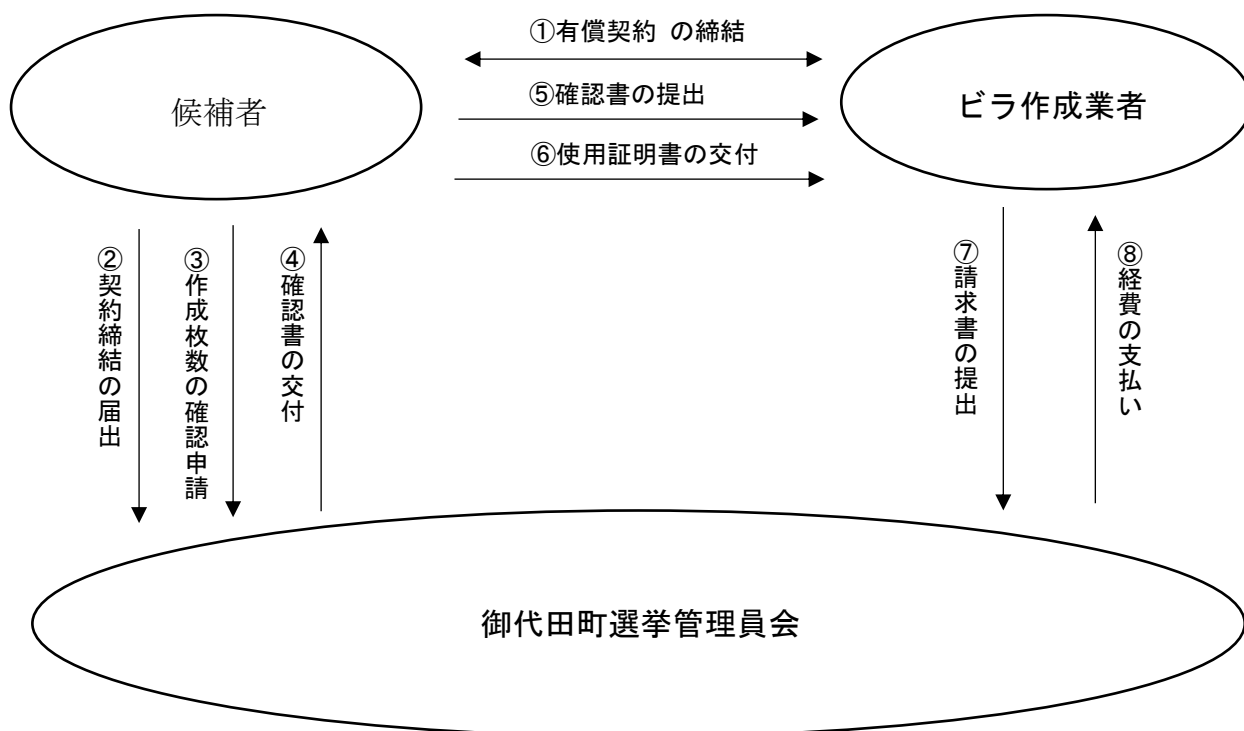 ①有償契約 の締結
候補者
⑤確認書の提出
ビラ作成業者
⑥使用証明書の交付
②契約締結の届出
③作成枚数の確認申請
④確認書の交付
⑦請求書の提出
⑧経費の支払い
御代田町選挙管理員会